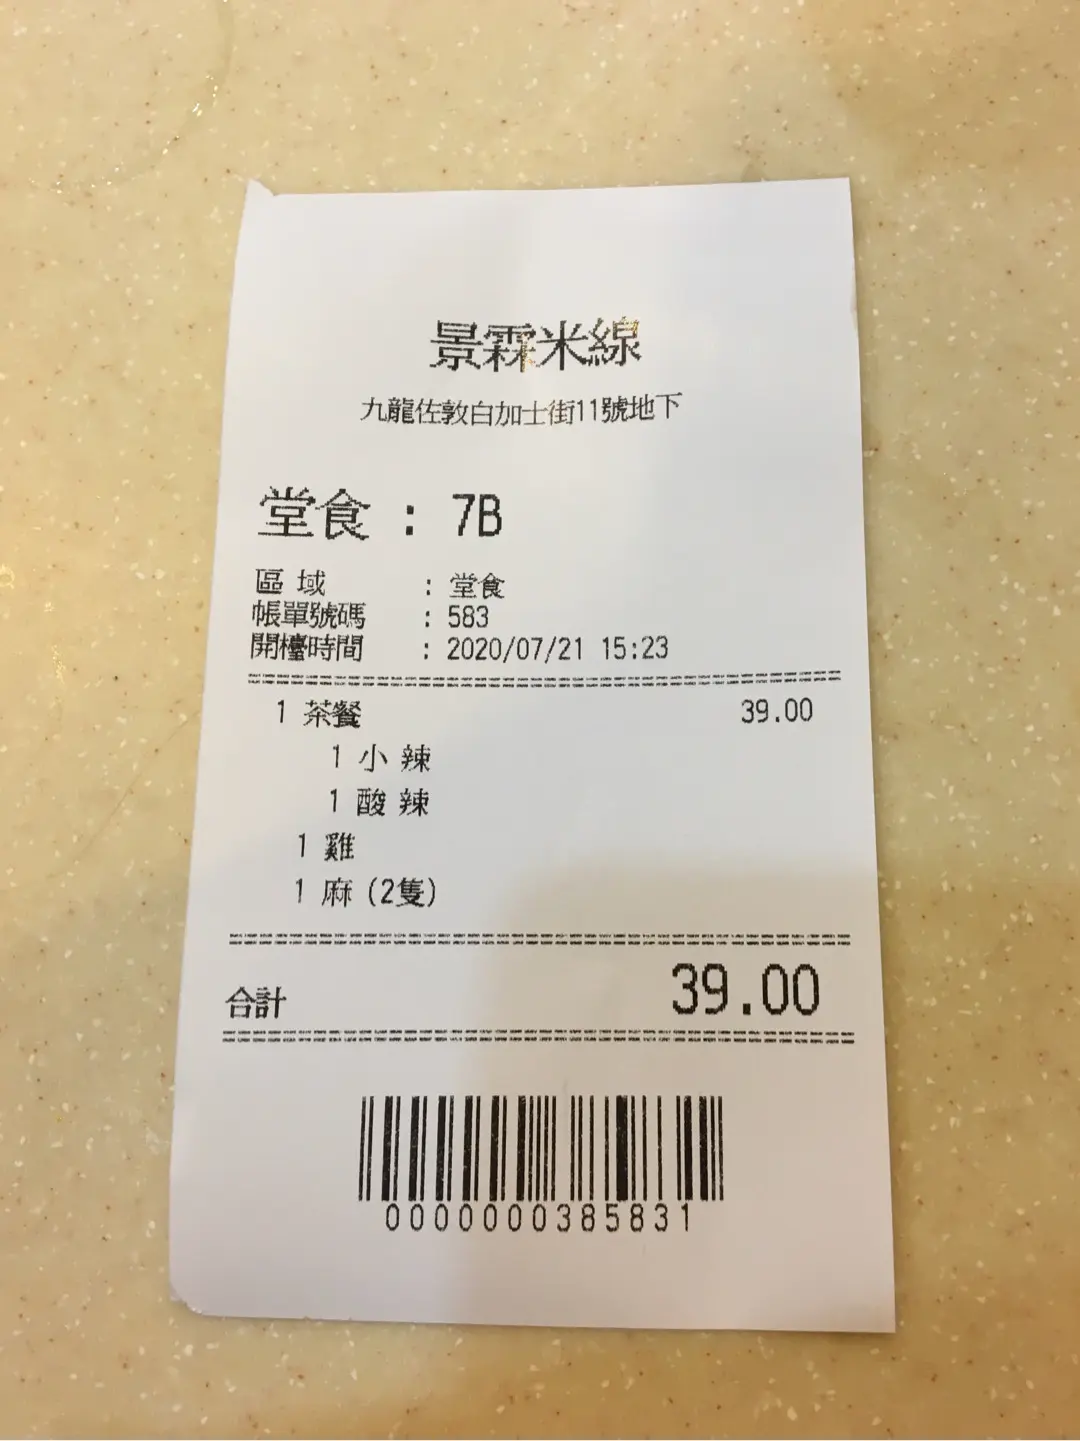 景霖米線
九龍佐敦白加士街11號地下
堂食 : 7B
區 域 : 堂食
帳單號碼 : 583
開檯時間 : 2020/07/21 15:23
1 茶餐 39.00
1 小 辣
1 酸 辣
1 雞
1 麻 (2隻)
合計 39.00
0000000385831